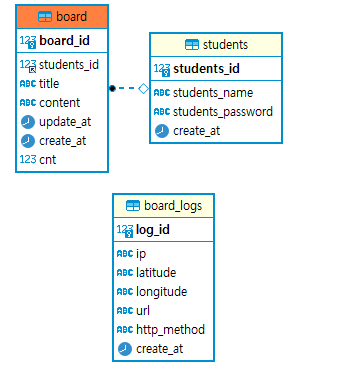 board
123 board_id
123 students_id
ABC title
ABC content
update_at
create_at
123 cnt
students
123 students_id
ABC students_name
ABC students_password
create_at
board_logs
123 log_id
ABC ip
ABC latitude
ABC longitude
ABC url
ABC http_method
create_at